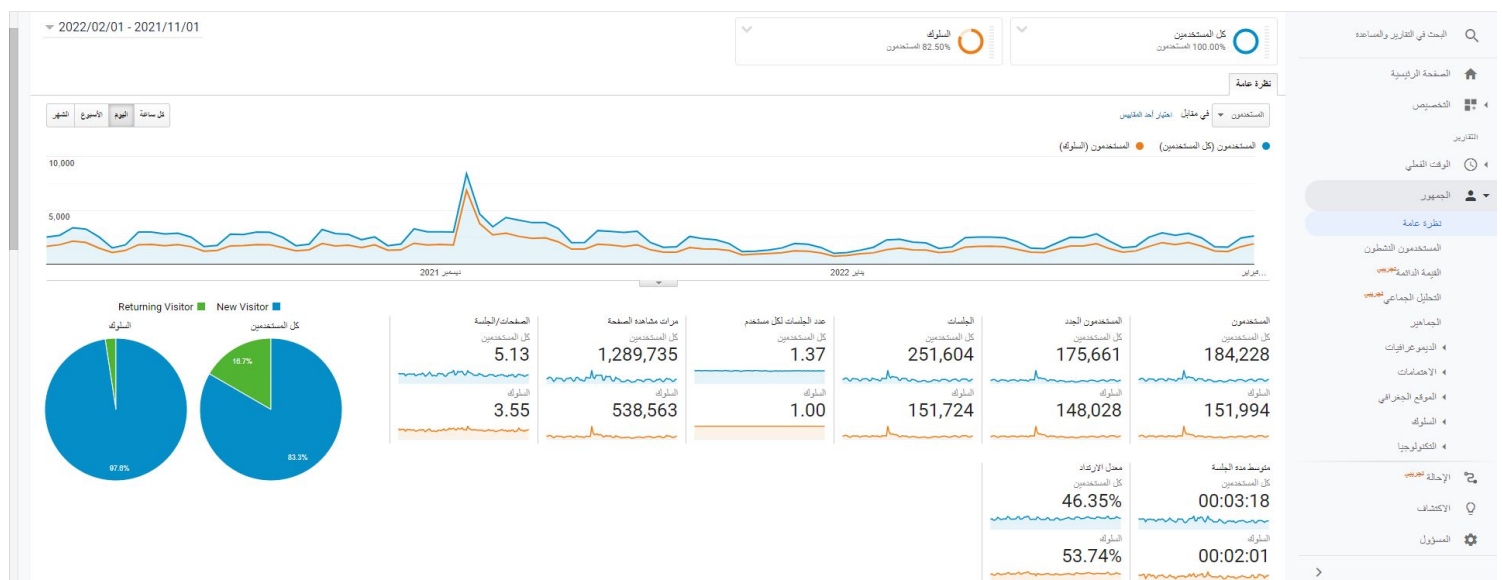 البحث في التقارير والمساعدة
الصفحة الرئيسية
التخصيص
التقارير
الوقت الفعلي
الجمهور
نظرة عامة
المستخدمون النشطون
القيمة الدائمة تجريبي
التحليل الجماعي تجريبي
الجماهير
الديموغرافيات
الاهتمامات
الموقع الجغرافي
السلوك
التكنولوجيا
الإحالة تجريبي
الاكتشاف
المسؤول
2022/02/01 - 2021/11/01
كل المستخدمين
100.00% المستخدمون
السلوك
82.50% المستخدمون
نظرة عامة
المستخدمون في مقابل اختيار أحد المقاييس
كل ساعة اليوم الأسبوع الشهر
المستخدمون (كل المستخدمين) المستخدمون (السلوك)
10,000
5,000
ديسمبر 2021
يناير 2022
فبراير...
المستخدمون
كل المستخدمين
184,228
السلوك
151,994
المستخدمون الجدد
كل المستخدمين
175,661
السلوك
148,028
الجلسات
كل المستخدمين
251,604
السلوك
151,724
عدد الجلسات لكل مستخدم
كل المستخدمين
1.37
السلوك
1.00
مرات مشاهدة الصفحة
كل المستخدمين
1,289,735
السلوك
538,563
الصفحات/الجلسة
كل المستخدمين
5.13
السلوك
3.55
متوسط مدة الجلسة
كل المستخدمين
00:03:18
السلوك
00:02:01
معدل الارتداد
كل المستخدمين
46.35%
السلوك
53.74%
New Visitor Returning Visitor
كل المستخدمين
16.7%
83.3%
السلوك
97.6%